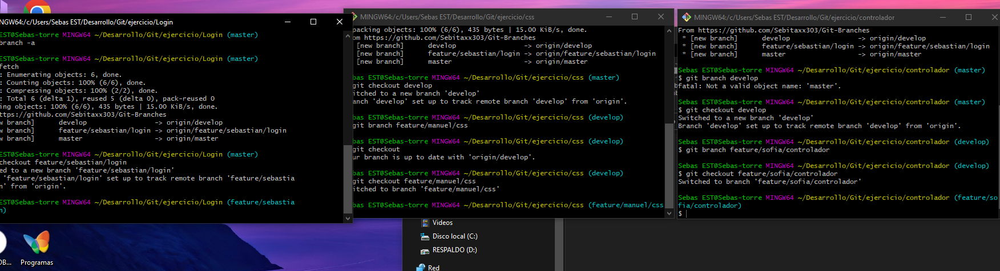 NGW64:/c/Users/Sebas EST/Desarrollo/Git/ejercicio/Login
EST@Sebas-torre MINGW64 ~/Desarrollo/Git/ejercicio/Login (master)
branch -a
EST@Sebas-torre MINGW64 ~/Desarrollo/Git/ejercicio/Login (master)
fetch
: Enumerating objects: 6, done.
: Counting objects: 100% (6/6), done.
: Compressing objects: 100% (2/2), done.
: Total 6 (delta 1), reused 5 (delta 0), pack-reused 0
ing objects: 100% (6/6), 435 bytes | 15.00 KiB/s, done.
ttps://github.com/Sebitaxx303/Git-Branches
w branch]      develop                 -> origin/develop
w branch]      feature/sebastian/login -> origin/feature/sebastian/login
w branch]      master                  -> origin/master
EST@Sebas-torre MINGW64 ~/Desarrollo/Git/ejercicio/Login (master)
checkout feature/sebastian/login
ed to a new branch 'feature/sebastian/login'
 'feature/sebastian/login' set up to track remote branch 'feature/sebastia
n' from 'origin'.
EST@Sebas-torre MINGW64 ~/Desarrollo/Git/ejercicio/Login (feature/sebastia
n)
MINGW64:/c/Users/Sebas EST/Desarrollo/Git/ejercicio/css
packing objects: 100% (6/6), 435 bytes | 15.00 KiB/s, done.
om https://github.com/Sebitaxx303/Git-Branches
[new branch]      develop                 -> origin/develop
[new branch]      feature/sebastian/login -> origin/feature/sebastian/login
[new branch]      master                  -> origin/master
bas EST@Sebas-torre MINGW64 ~/Desarrollo/Git/ejercicio/css (master)
git checkout develop
itched to a new branch 'develop'
anch 'develop' set up to track remote branch 'develop' from 'origin'.
bas EST@Sebas-torre MINGW64 ~/Desarrollo/Git/ejercicio/css (develop)
git branch feature/manuel/css
bas EST@Sebas-torre MINGW64 ~/Desarrollo/Git/ejercicio/css (develop)
git checkout
ur branch is up to date with 'origin/develop'.
bas EST@Sebas-torre MINGW64 ~/Desarrollo/Git/ejercicio/css (develop)
git checkout feature/manuel/css
itched to branch 'feature/manuel/css'
bas EST@Sebas-torre MINGW64 ~/Desarrollo/Git/ejercicio/css (feature/manuel/css
MINGW64:/c/Users/Sebas EST/Desarrollo/Git/ejercicio/controlador
From https://github.com/Sebitaxx303/Git-Branches
 * [new branch]      develop                 -> origin/develop
 * [new branch]      feature/sebastian/login -> origin/feature/sebastian/login
 * [new branch]      master                  -> origin/master
Sebas EST@Sebas-torre MINGW64 ~/Desarrollo/Git/ejercicio/controlador (master)
$ git branch develop
fatal: Not a valid object name: 'master'.
Sebas EST@Sebas-torre MINGW64 ~/Desarrollo/Git/ejercicio/controlador (master)
$ git checkout develop
Switched to a new branch 'develop'
Branch 'develop' set up to track remote branch 'develop' from 'origin'.
Sebas EST@Sebas-torre MINGW64 ~/Desarrollo/Git/ejercicio/controlador (develop)
$ git branch feature/sofia/controlador
Sebas EST@Sebas-torre MINGW64 ~/Desarrollo/Git/ejercicio/controlador (develop)
$ git checkout feature/sofia/controlador
Switched to branch 'feature/sofia/controlador'
Sebas EST@Sebas-torre MINGW64 ~/Desarrollo/Git/ejercicio/controlador (feature/so
fia/controlador)
$
Videos
Disco local (C:)
RESPALDO (D:)
Red
OB...
Programas